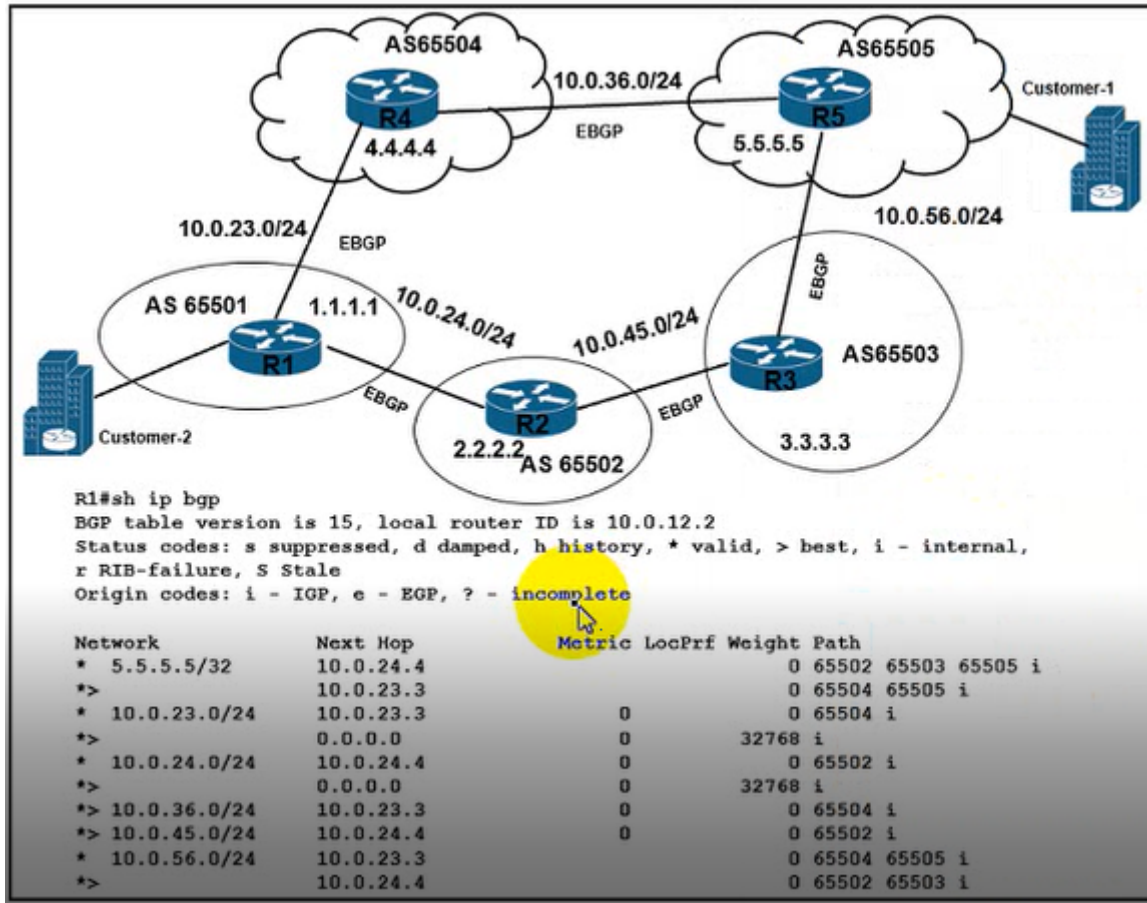 AS65504
AS65505
10.0.36.0/24
Customer-1
R4
R5
EBGP
4.4.4.4
5.5.5.5
10.0.23.0/24
10.0.56.0/24
EBGP
EBGP
AS 65501
1.1.1.1
10.0.24.0/24
10.0.45.0/24
R1
R3
AS65503
EBGP
EBGP
R2
Customer-2
2.2.2.2
AS 65502
3.3.3.3
R1#sh ip bgp
BGP table version is 15, local router ID is 10.0.12.2
Status codes: s suppressed, d damped, h history, * valid, > best, i - internal,
r RIB-failure, S Stale
Origin codes: i - IGP, e - EGP, ? - incomplete
Network Next Hop Metric LocPrf Weight Path
* 5.5.5.5/32 10.0.24.4 0 65502 65503 65505 i
*> 10.0.23.3 0 65504 65505 i
* 10.0.23.0/24 10.0.23.3 0 0 65504 i
*> 0.0.0.0 0 32768 i
* 10.0.24.0/24 10.0.24.4 0 0 65502 i
*> 0.0.0.0 0 32768 i
*> 10.0.36.0/24 10.0.23.3 0 0 65504 i
*> 10.0.45.0/24 10.0.24.4 0 0 65502 i
* 10.0.56.0/24 10.0.23.3 0 65504 65505 i
*> 10.0.24.4 0 65502 65503 i